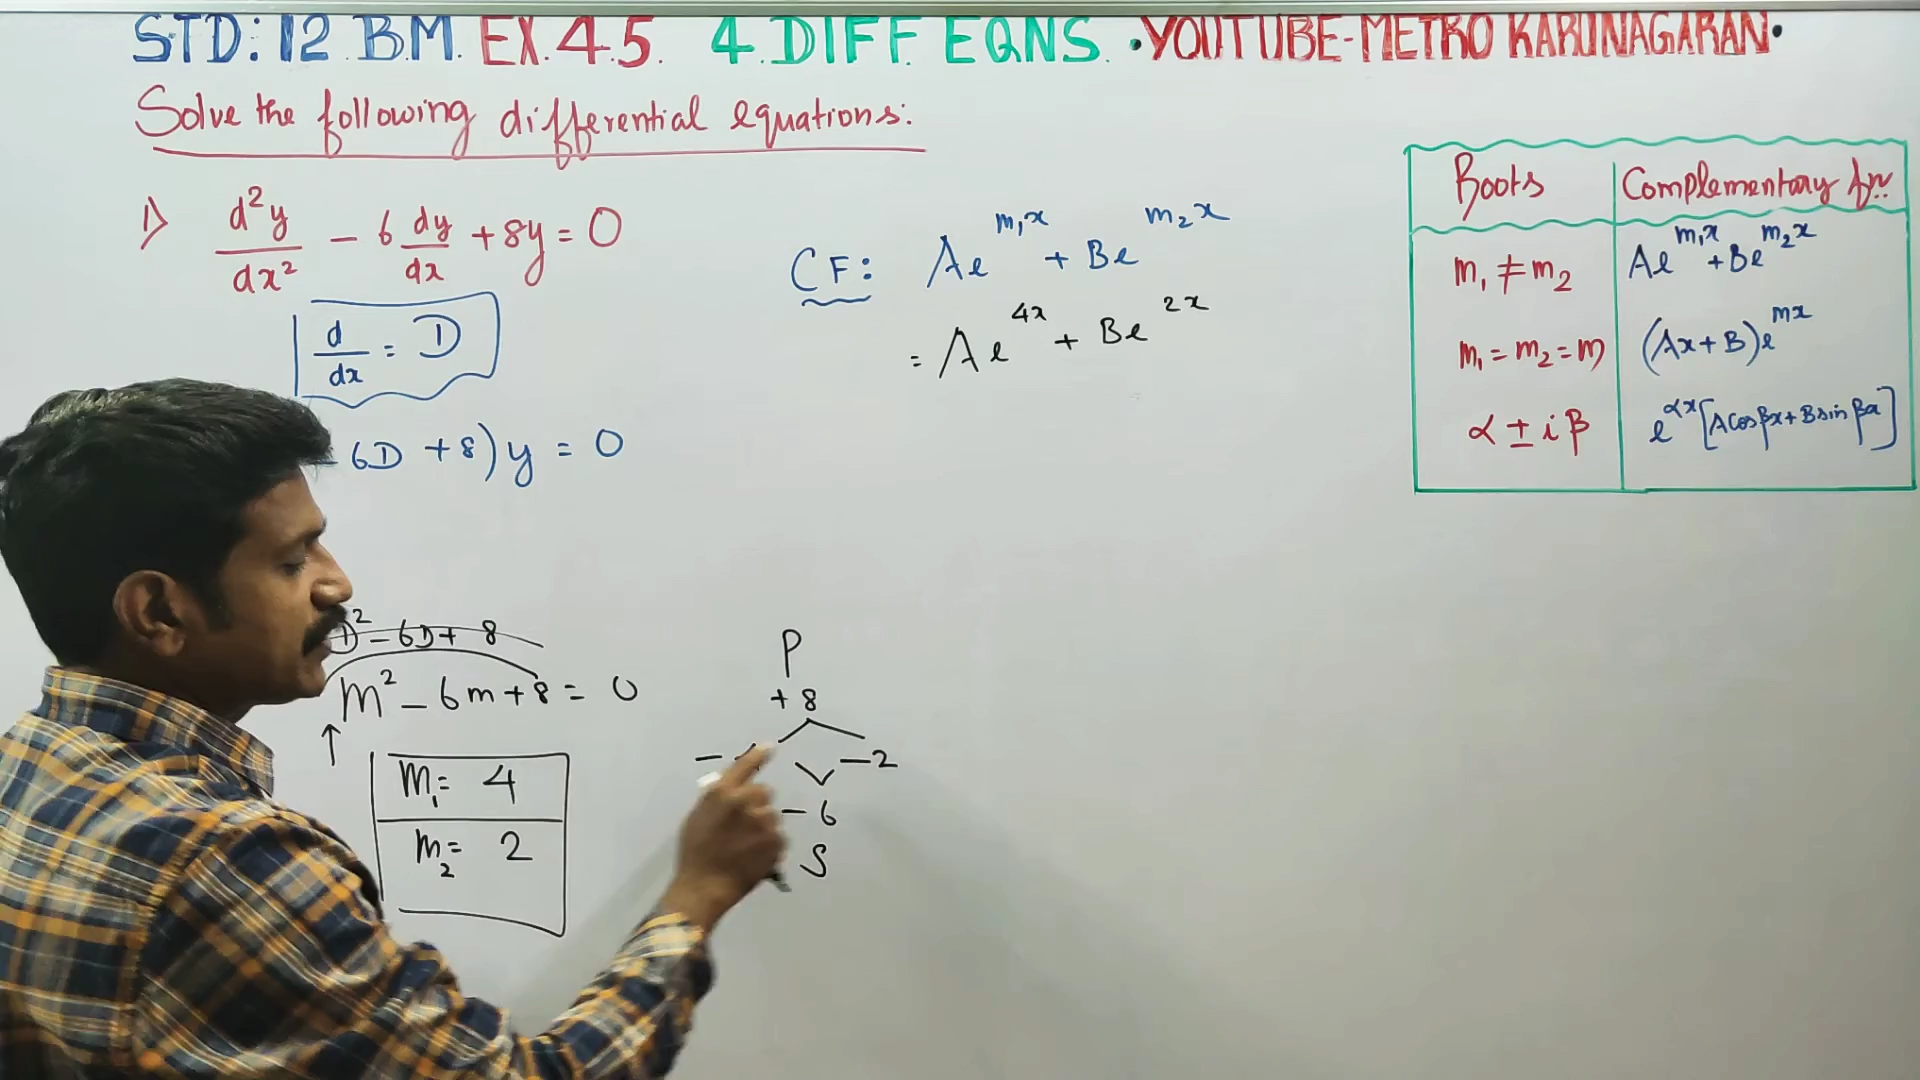 STD: 12 B.M. EX. 4.5. 4. DIFF. EQNS. • YOUTUBE-METRO KARUNAGARAN •
Solve the following differential equations:
1) d²y/dx² - 6 dy/dx + 8y = 0
d/dx = D
6D + 8) y = 0
D² - 6D + 8
m² - 6m + 8 = 0
m₁ = 4
m₂ = 2
CF: Ae^m₁x + Be^m₂x
= Ae^4x + Be^2x
P
+8
- -2
-6
S
Roots Complementary fn:
m₁ ≠ m₂ Ae^m₁x + Be^m₂x
m₁ = m₂ = m (Ax + B)e^mx
α ± iβ e^αx [A cos βx + B sin βx]